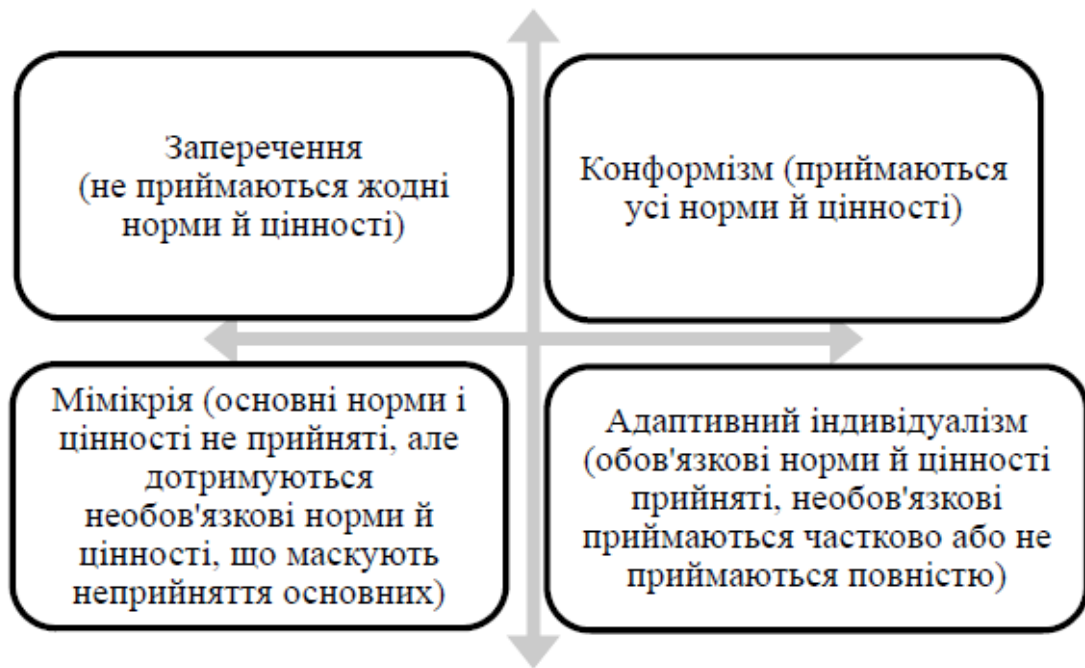 Заперечення
(не приймаються жодні
норми й цінності)
Конформізм (приймаються
усі норми й цінності)
Мімікрія (основні норми і
цінності не прийняті, але
дотримуються
необов'язкові норми й
цінності, що маскують
неприйняття основних)
Адаптивний індивідуалізм
(обов'язкові норми й цінності
прийняті, необов'язкові
приймаються частково або не
приймаються повністю)